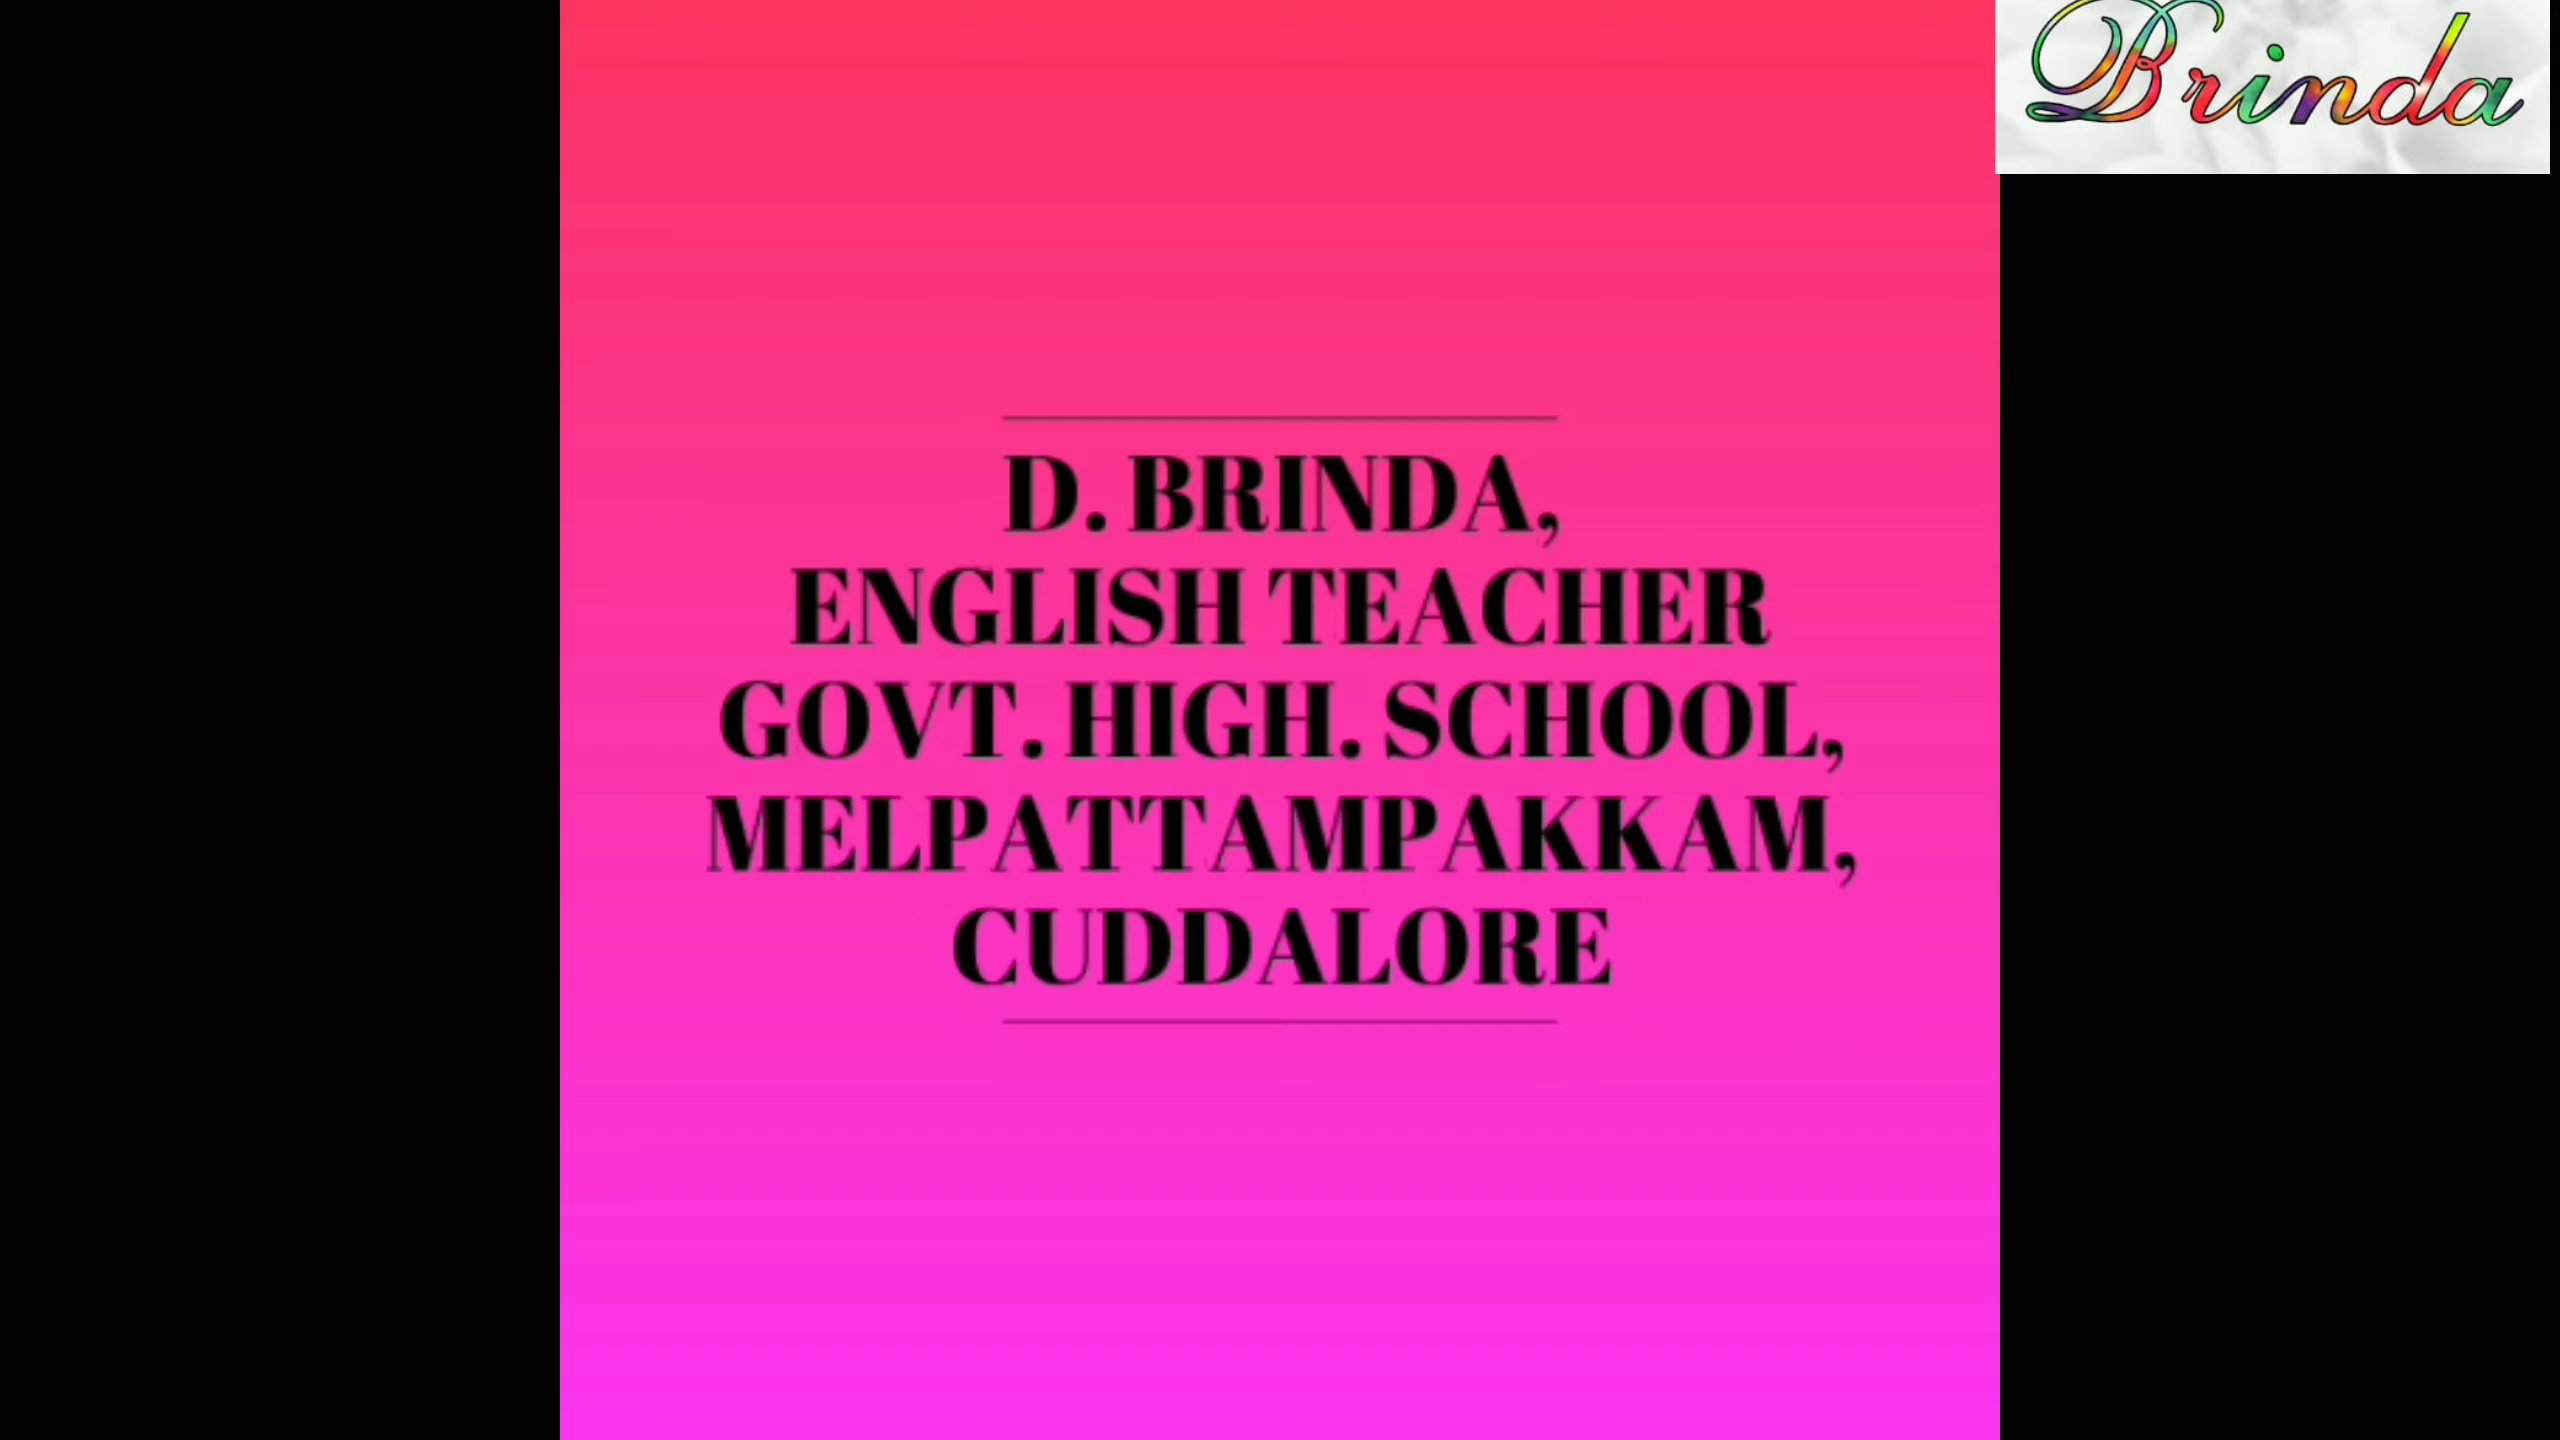 Brinda
D. BRINDA,
ENGLISH TEACHER
GOVT. HIGH. SCHOOL,
MELPATTAMPAKKAM,
CUDDALORE